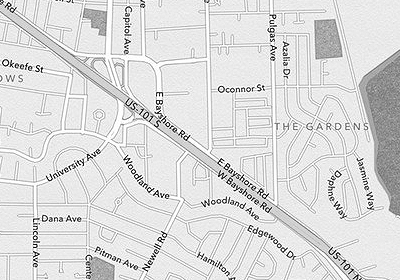 e Rd
Capitol Ave
Pulgas Ave
Azalia Dr
Okeefe St
OWS
E Bayshore Rd
Oconnor St
US-101 S
THE GARDENS
University Ave
Woodland Ave
E Bayshore Rd
W Bayshore Rd
Jasmine Way
Daphne Way
Woodland Ave
Dana Ave
Lincoln Ave
Newell Rd
Edgewood Dr
US-101 N
Pitman Ave
Cente
Hamilton